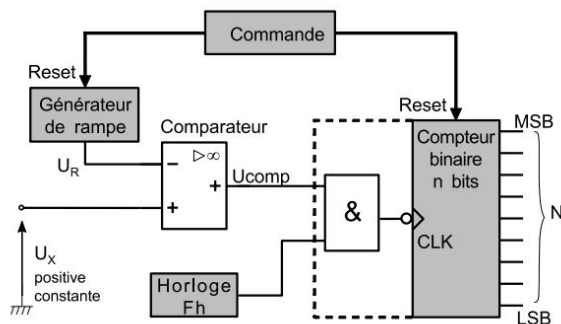 Commande
Reset
Générateur
de rampe
Reset
MSB
Comparateur
Compteur
binaire
n bits
U_R
−
▷∞
+
Ucomp
+
&
N
CLK
U_X
positive
constante
Horloge
Fh
LSB